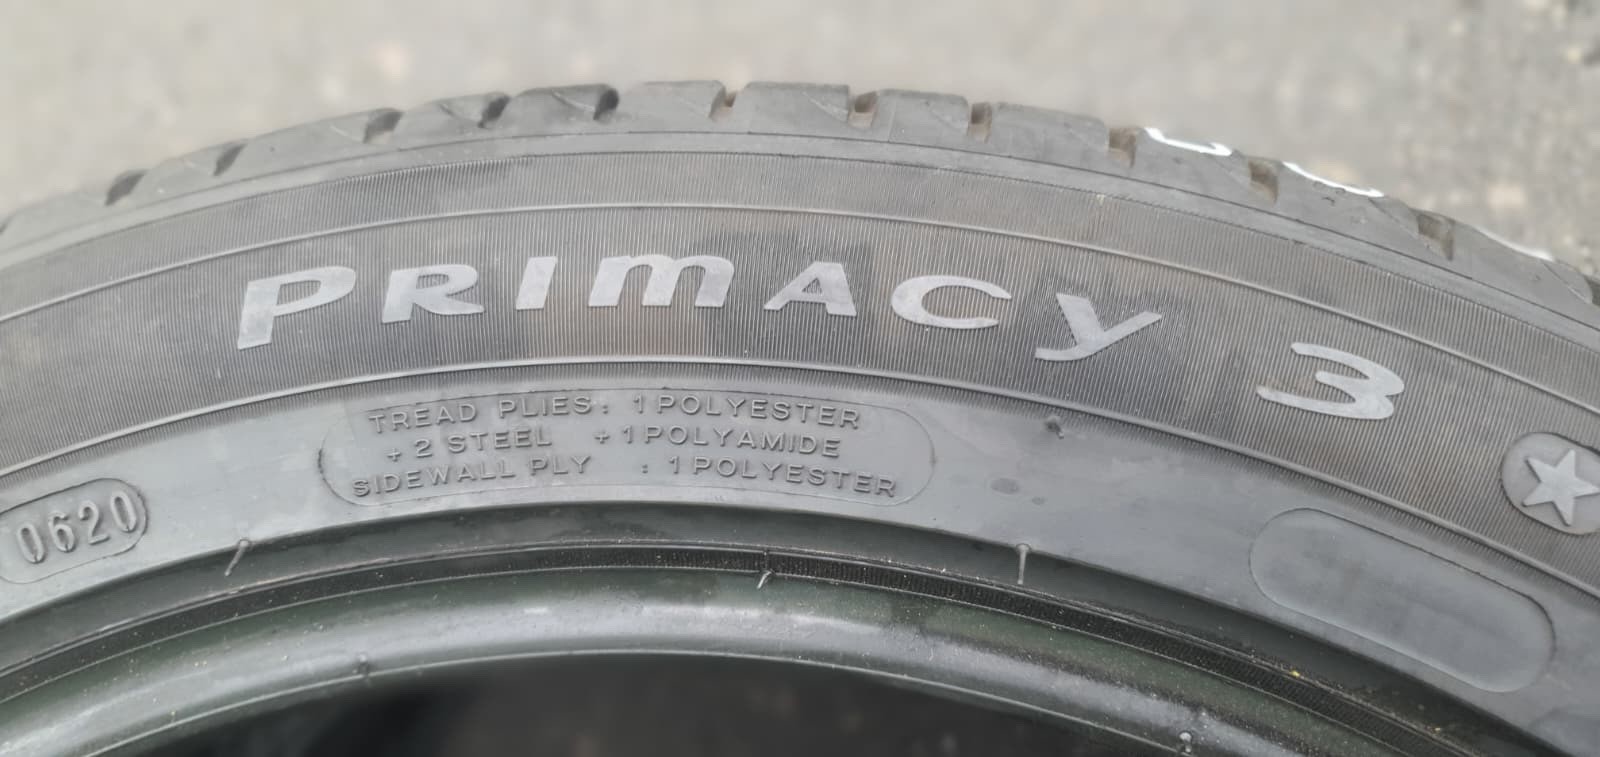 PRIMACY 3
TREAD PLIES: 1 POLYESTER
+ 2 STEEL + 1 POLYAMIDE
SIDEWALL PLY : 1 POLYESTER
0620